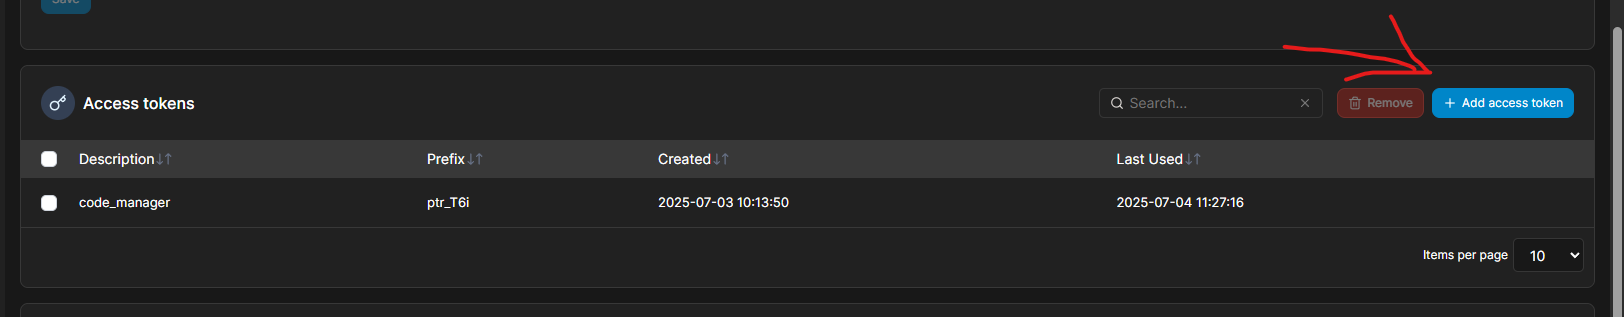 Save
Access tokens
Search...
Remove
Add access token
Description
Prefix
Created
Last Used
code_manager
ptr_T6i
2025-07-03 10:13:50
2025-07-04 11:27:16
Items per page
10